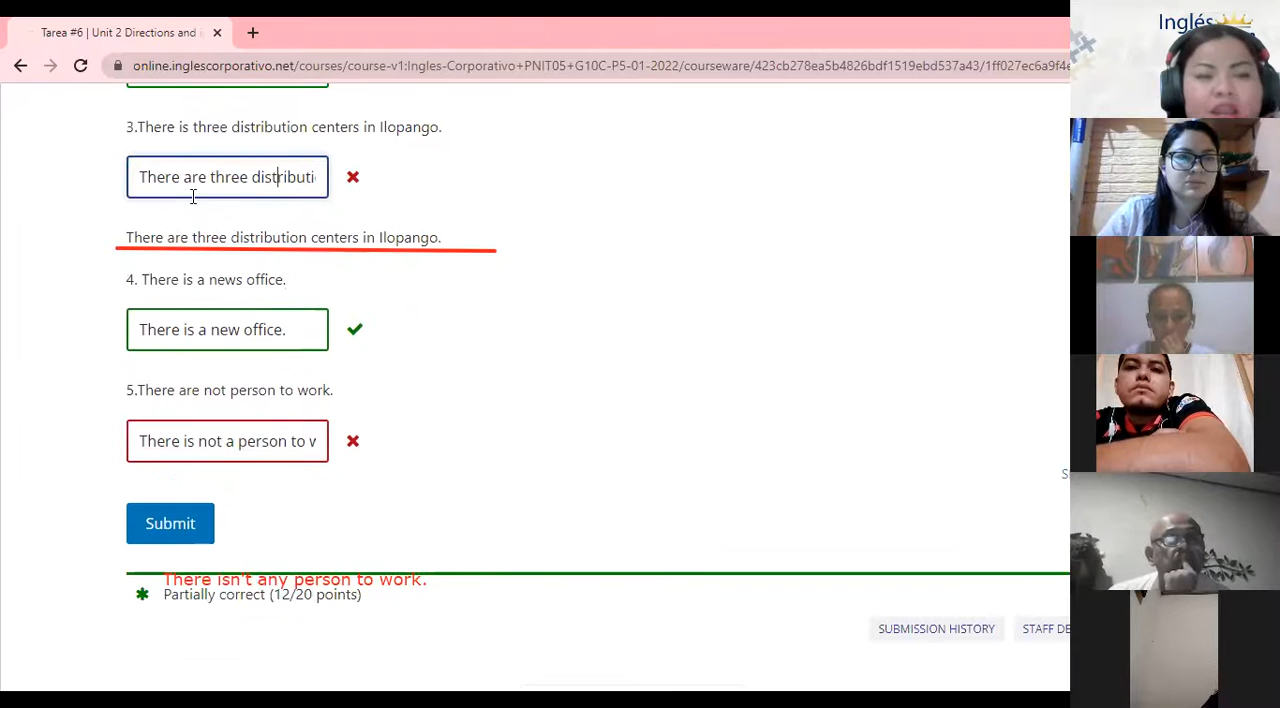 Tarea #6 | Unit 2 Directions and
online.inglescorporativo.net/courses/course-v1:Ingles-Corporativo+PNIT05+G10C-P5-01-2022/courseware/423cb278ea5b4826bdf1519ebd537a43/1ff027ec6a9f4e
Inglés
3.There is three distribution centers in Ilopango.
There are three distributi
There are three distribution centers in Ilopango.
4. There is a news office.
There is a new office.
5.There are not person to work.
There is not a person to w
Submit
There isn't any person to work.
Partially correct (12/20 points)
SUBMISSION HISTORY
STAFF DE